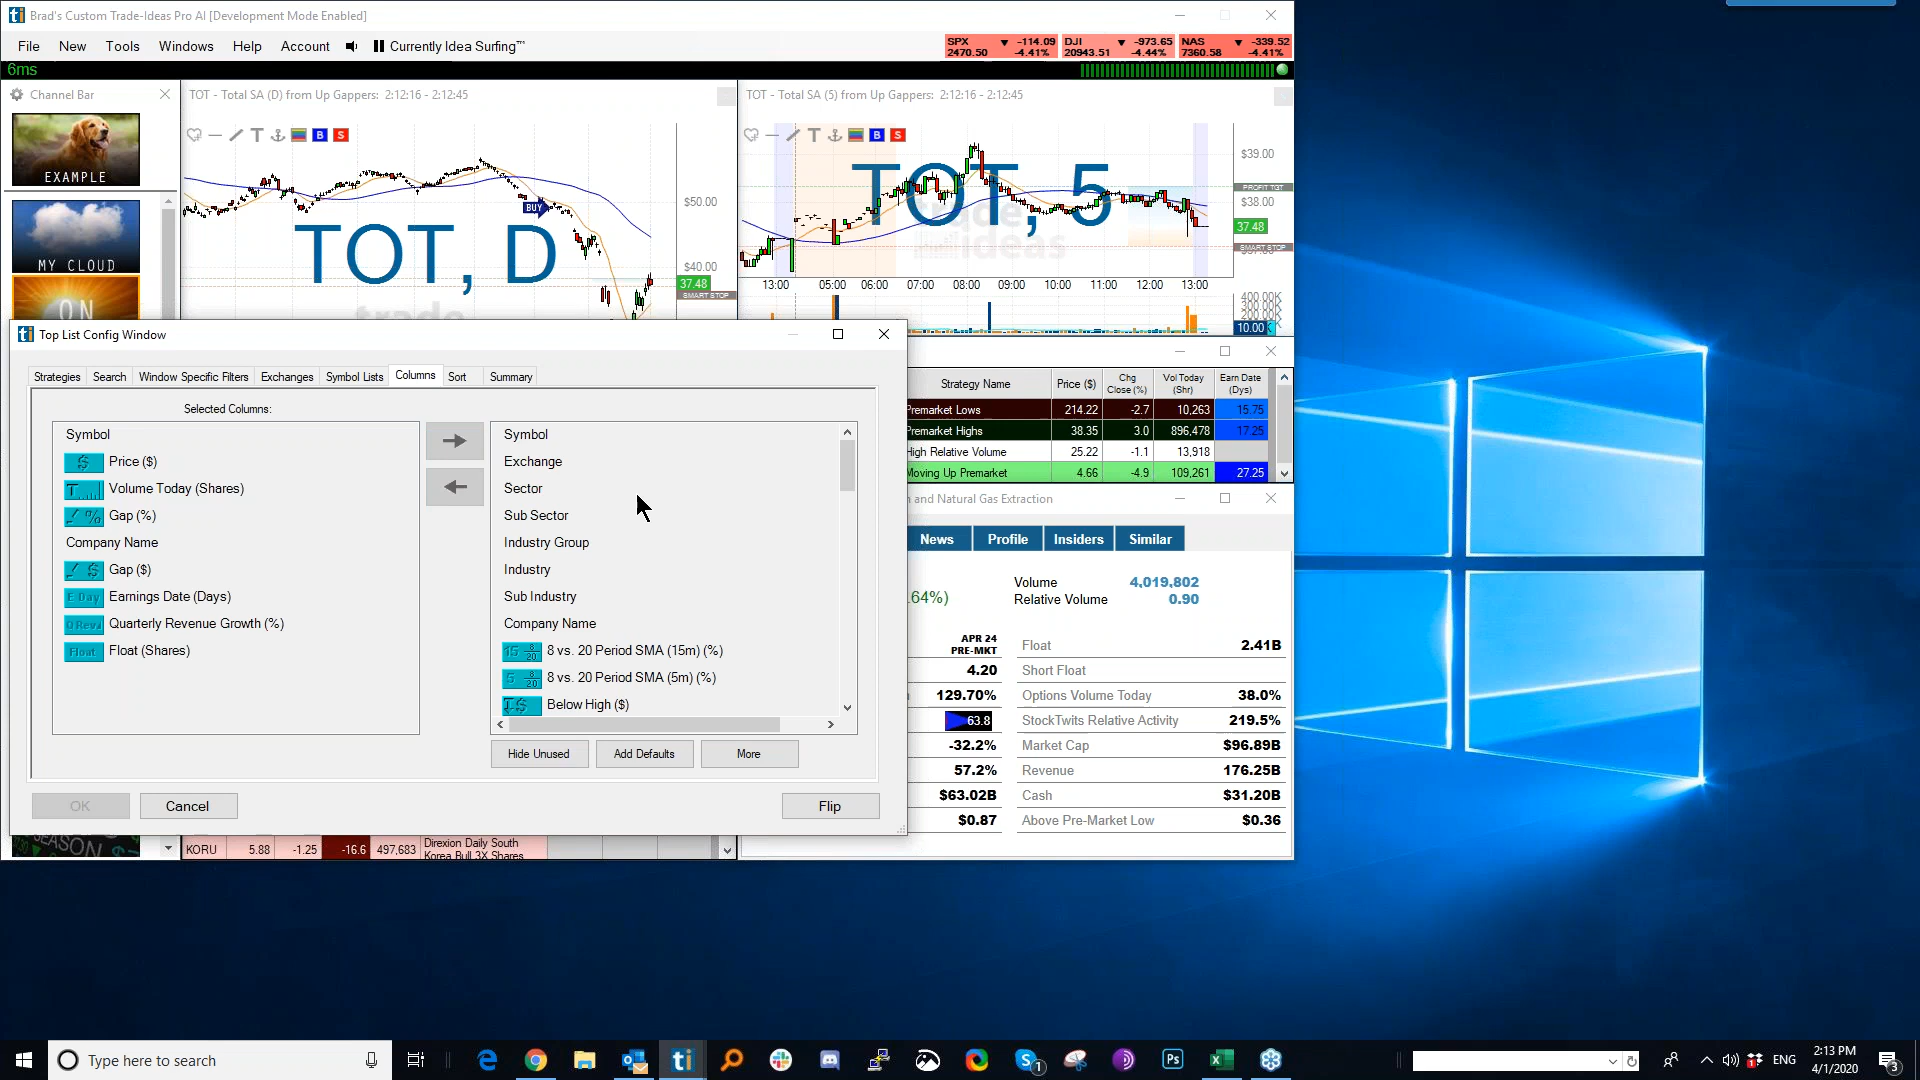 Brad's Custom Trade-Ideas Pro AI [Development Mode Enabled]
File New Tools Windows Help Account Currently Idea Surfing™
SPX -114.09
2470.50 -4.41%
DJI -973.65
20943.51 -4.44%
NAS -339.52
7360.58 -4.41%
6ms
Channel Bar
EXAMPLE
MY CLOUD
ON
TOT - Total SA (D) from Up Gappers: 2:12:16 - 2:12:45
B S
TOT, D
$50.00
$40.00
37.48
SMART STOP
trade
TOT - Total SA (5) from Up Gappers: 2:12:16 - 2:12:45
B S
TOT, 5
trade
ideas
$39.00
PROFIT TGT
$38.00
37.48
SMART STOP
13:00 05:00 06:00 07:00 08:00 09:00 10:00 11:00 12:00 13:00
400.00K
300.00K
10.00
Top List Config Window
Strategies Search Window Specific Filters Exchanges Symbol Lists Columns Sort Summary
Selected Columns:
Symbol
Price ($)
Volume Today (Shares)
Gap (%)
Company Name
Gap ($)
Earnings Date (Days)
Quarterly Revenue Growth (%)
Float (Shares)
Symbol
Exchange
Sector
Sub Sector
Industry Group
Industry
Sub Industry
Company Name
8 vs. 20 Period SMA (15m) (%)
8 vs. 20 Period SMA (5m) (%)
Below High ($)
Hide Unused Add Defaults More
OK Cancel Flip
Strategy Name Price ($) Chg Close (%) Vol Today (Shr) Earn Date (Dys)
Premarket Lows 214.22 -2.7 10,263 15.75
Premarket Highs 38.35 3.0 896,478 17.25
High Relative Volume 25.22 -1.1 13,918
Moving Up Premarket 4.66 -4.9 109,261 27.25
and Natural Gas Extraction
News Profile Insiders Similar
.64%)
Volume 4,019,802
Relative Volume 0.90
APR 24
PRE-MKT
4.20
129.70%
63.8
-32.2%
57.2%
$63.02B
$0.87
Float 2.41B
Short Float
Options Volume Today 38.0%
StockTwits Relative Activity 219.5%
Market Cap $96.89B
Revenue 176.25B
Cash $31.20B
Above Pre-Market Low $0.36
SEASON
KORU 5.88 -1.25 -16.6 497,683 Direxion Daily South
Korea Bull 3X Shares
Type here to search
ENG
2:13 PM
4/1/2020